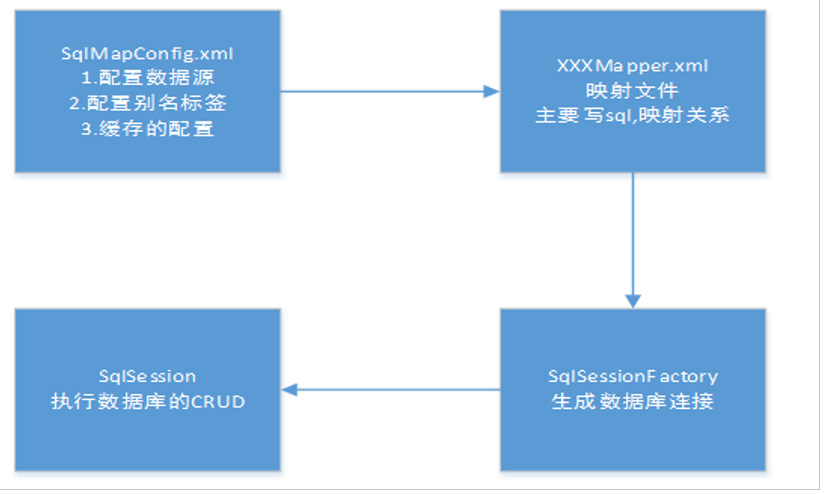 SqlMapConfig.xml
1.配置数据源
2.配置别名标签
3.缓存的配置
XXXMapper.xml
映射文件
主要写sql,映射关系
SqlSession
执行数据库的CRUD
SqlSessionFactory
生成数据库连接